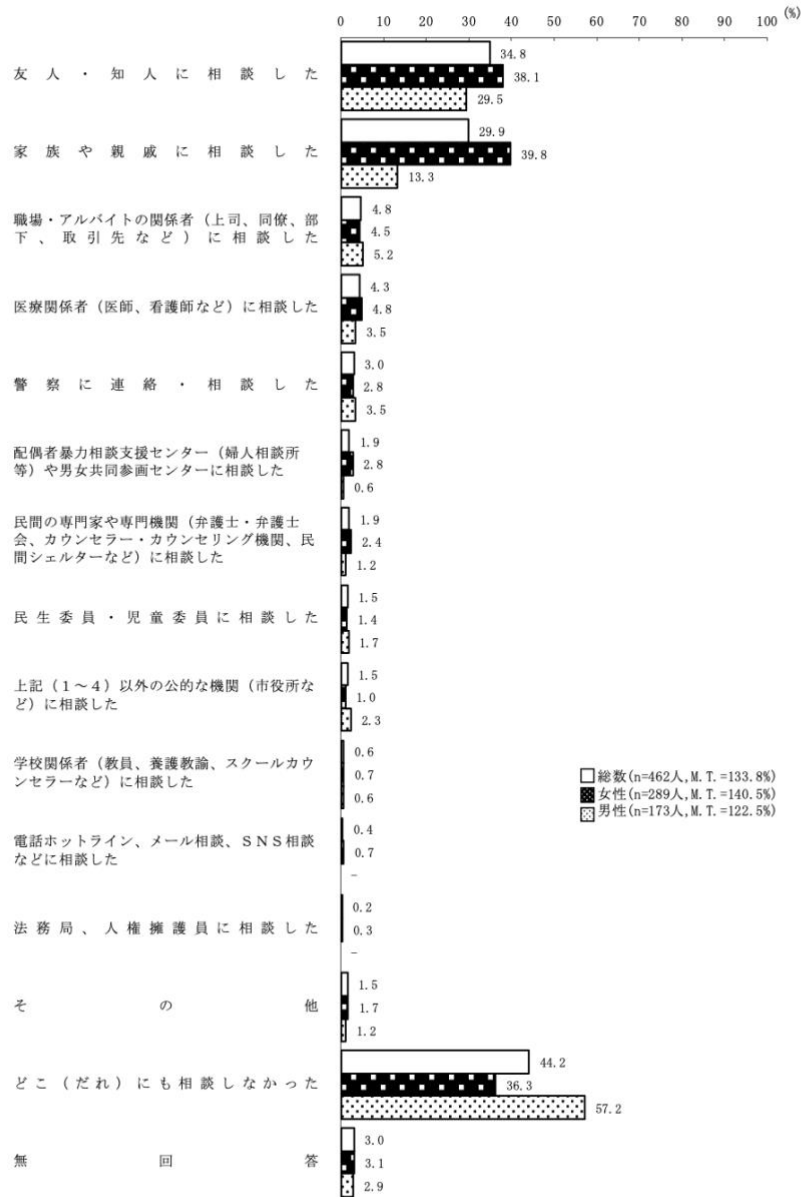 (%)
0 10 20 30 40 50 60 70 80 90 100
友人・知人に相談した
34.8
38.1
29.5
家族や親戚に相談した
29.9
39.8
13.3
職場・アルバイトの関係者（上司、同僚、部
下、取引先など）に相談した
4.8
4.5
5.2
医療関係者（医師、看護師など）に相談した
4.3
4.8
3.5
警察に連絡・相談した
3.0
2.8
3.5
配偶者暴力相談支援センター（婦人相談所
等）や男女共同参画センターに相談した
1.9
2.8
0.6
民間の専門家や専門機関（弁護士・弁護士
会、カウンセラー・カウンセリング機関、民
間シェルターなど）に相談した
1.9
2.4
1.2
民生委員・児童委員に相談した
1.5
1.4
1.7
上記（１～４）以外の公的な機関（市役所な
ど）に相談した
1.5
1.0
2.3
学校関係者（教員、養護教諭、スクールカウ
ンセラーなど）に相談した
0.6
0.7
0.6
電話ホットライン、メール相談、ＳＮＳ相談
などに相談した
0.4
0.7
-
法務局、人権擁護員に相談した
0.2
0.3
-
その他
1.5
1.7
1.2
どこ（だれ）にも相談しなかった
44.2
36.3
57.2
無回答
3.0
3.1
2.9
総数(n=462人,M.T.=133.8%)
女性(n=289人,M.T.=140.5%)
男性(n=173人,M.T.=122.5%)